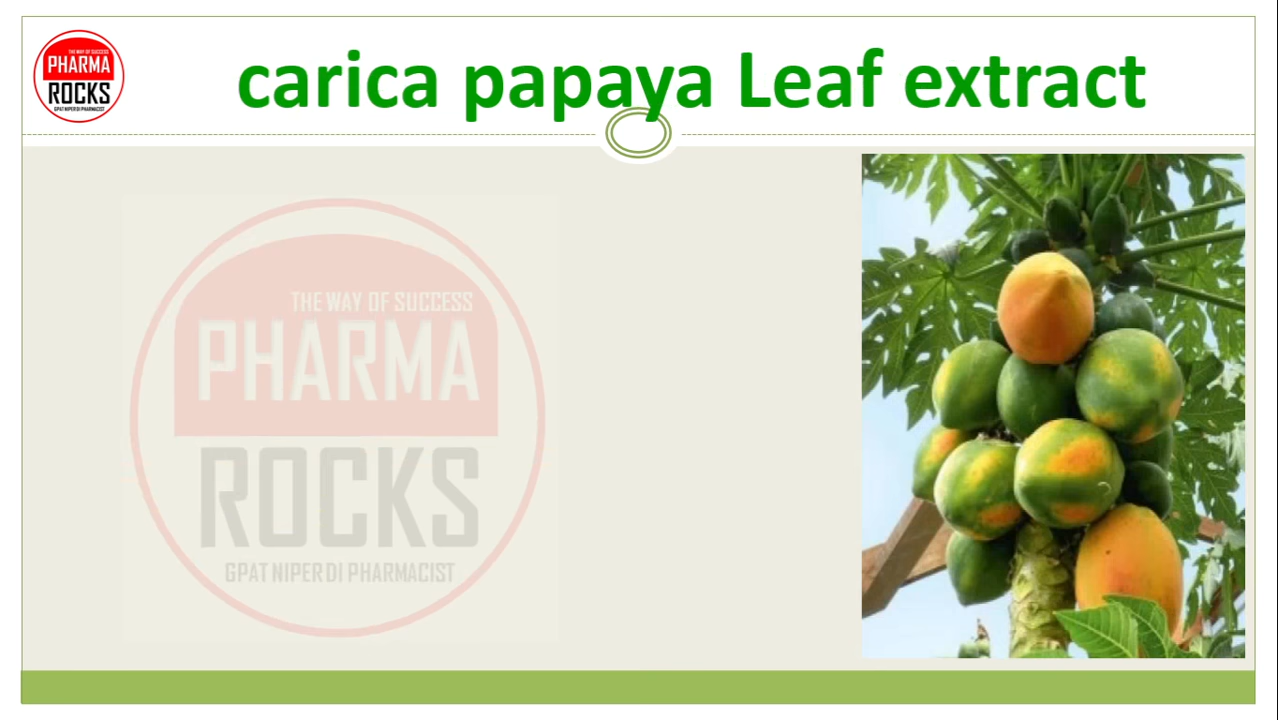 THE WAY OF SUCCESS
PHARMA
ROCKS
GPAT NIPER DI PHARMACIST
carica papaya Leaf extract
THE WAY OF SUCCESS
PHARMA
ROCKS
GPAT NIPER DI PHARMACIST